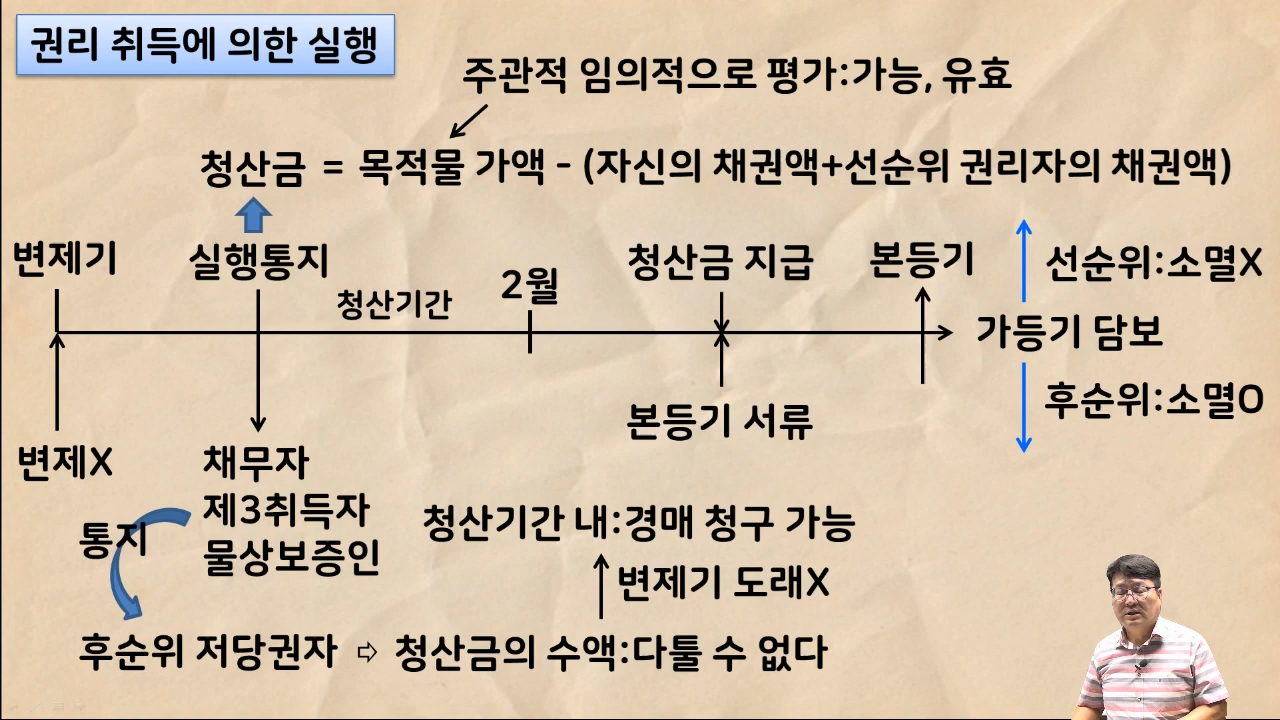 권리 취득에 의한 실행
주관적 임의적으로 평가:가능, 유효
청산금 = 목적물 가액 - (자신의 채권액+선순위 권리자의 채권액)
변제기
실행통지
청산기간
2월
청산금 지급
본등기
선순위:소멸X
가등기 담보
후순위:소멸O
본등기 서류
변제X
채무자
제3취득자
물상보증인
통지
청산기간 내:경매 청구 가능
변제기 도래X
후순위 저당권자 ⇨ 청산금의 수액:다툴 수 없다